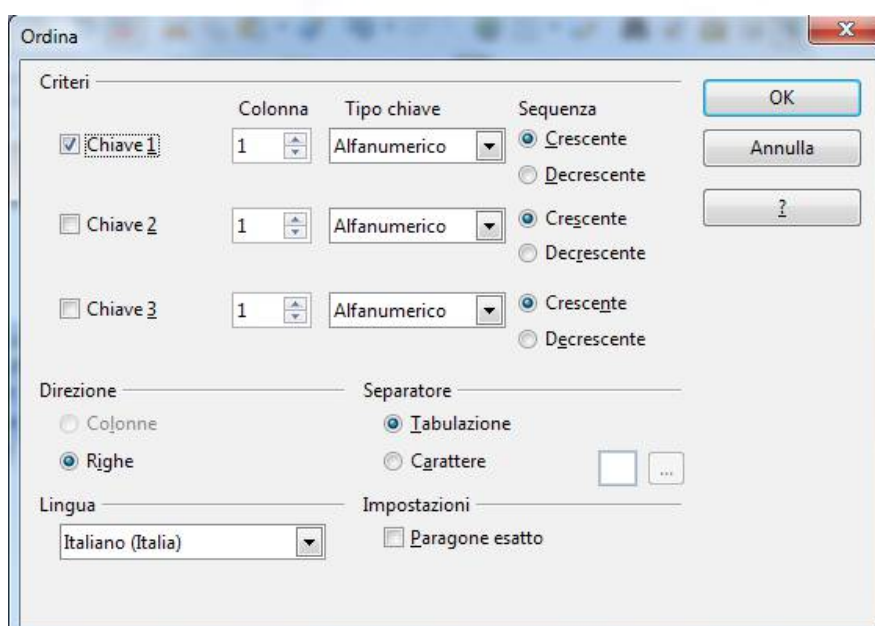 Ordina
Criteri
Colonna Tipo chiave Sequenza
Chiave 1 1 Alfanumerico Crescente
Decrescente
Chiave 2 1 Alfanumerico Crescente
Decrescente
Chiave 3 1 Alfanumerico Crescente
Decrescente
OK
Annulla
?
Direzione
Colonne
Righe
Separatore
Tabulazione
Carattere ...
Lingua
Italiano (Italia)
Impostazioni
Paragone esatto